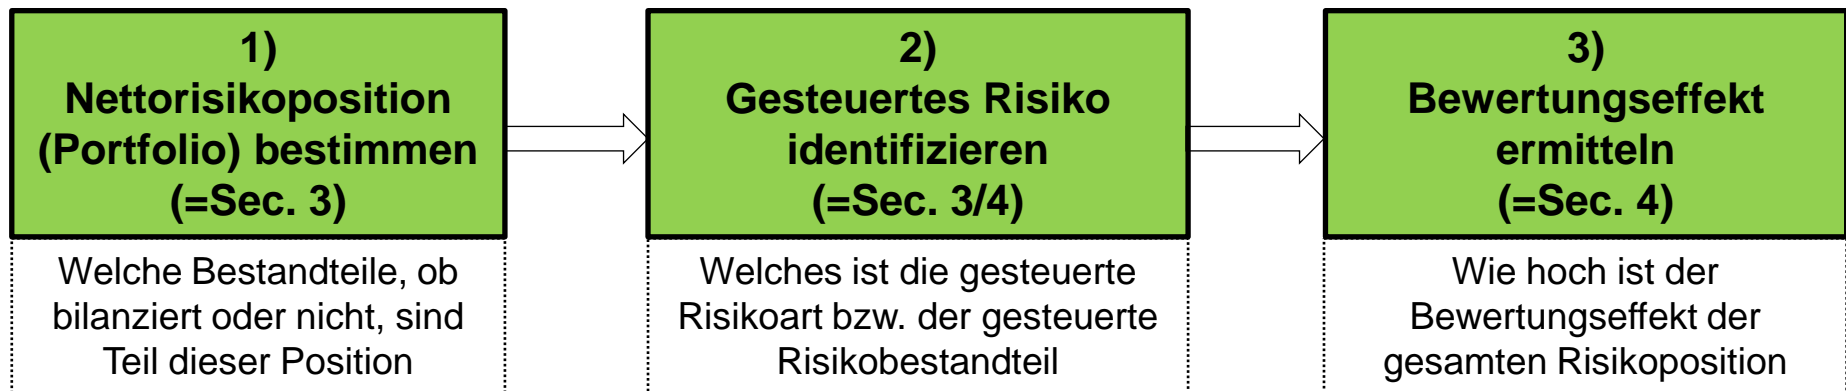 1)
Nettorisikoposition
(Portfolio) bestimmen
(=Sec. 3)
Welche Bestandteile, ob
bilanziert oder nicht, sind
Teil dieser Position
2)
Gesteuertes Risiko
identifizieren
(=Sec. 3/4)
Welches ist die gesteuerte
Risikoart bzw. der gesteuerte
Risikobestandteil
3)
Bewertungseffekt
ermitteln
(=Sec. 4)
Wie hoch ist der
Bewertungseffekt der
gesamten Risikoposition